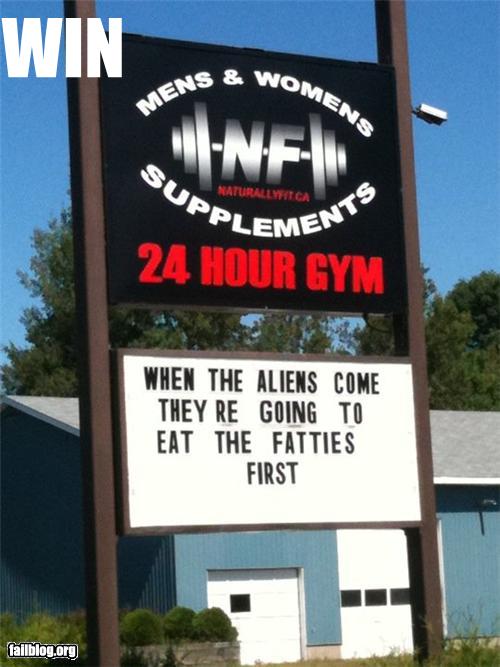 WIN
MENS & WOMENS
NF
NATURALLYFIT.CA
SUPPLEMENTS
24 HOUR GYM
WHEN THE ALIENS COME
THEY RE GOING TO
EAT THE FATTIES
FIRST
failblog.org